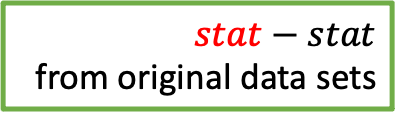 stat − stat
from original data sets